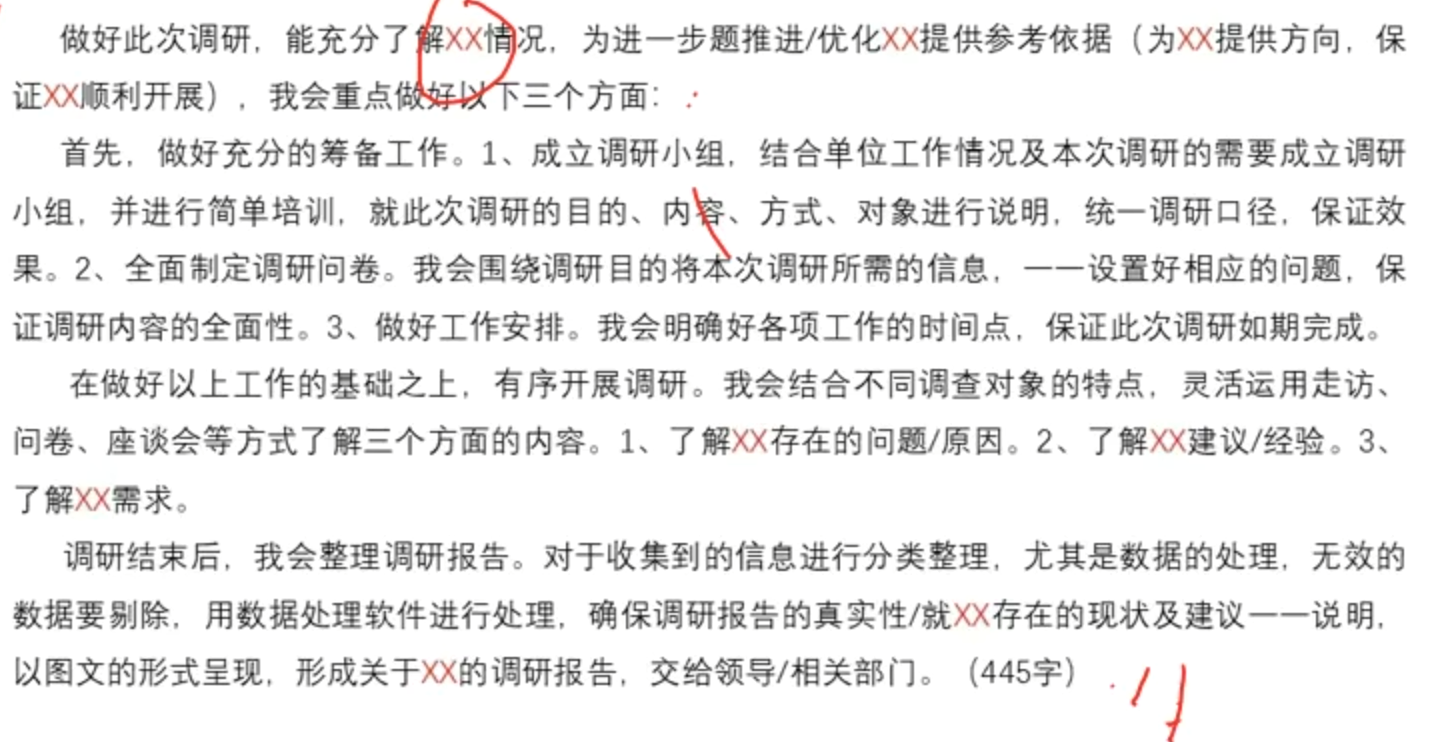 做好此次调研，能充分了解XX情况，为进一步题推进/优化XX提供参考依据（为XX提供方向，保
证XX顺利开展），我会重点做好以下三个方面：
首先，做好充分的筹备工作。1、成立调研小组，结合单位工作情况及本次调研的需要成立调研
小组，并进行简单培训，就此次调研的目的、内容、方式、对象进行说明，统一调研口径，保证效
果。2、全面制定调研问卷。我会围绕调研目的将本次调研所需的信息，一一设置好相应的问题，保
证调研内容的全面性。3、做好工作安排。我会明确好各项工作的时间点，保证此次调研如期完成。
在做好以上工作的基础之上，有序开展调研。我会结合不同调查对象的特点，灵活运用走访、
问卷、座谈会等方式了解三个方面的内容。1、了解XX存在的问题/原因。2、了解XX建议/经验。3、
了解XX需求。
调研结束后，我会整理调研报告。对于收集到的信息进行分类整理，尤其是数据的处理，无效的
数据要剔除，用数据处理软件进行处理，确保调研报告的真实性/就XX存在的现状及建议一一说明，
以图文的形式呈现，形成关于XX的调研报告，交给领导/相关部门。（445字）